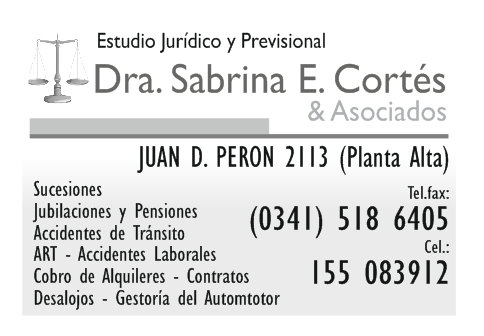 Estudio Jurídico y Previsional
Dra. Sabrina E. Cortés
& Asociados
JUAN D. PERON 2113 (Planta Alta)
Sucesiones
Jubilaciones y Pensiones
Accidentes de Tránsito
ART - Accidentes Laborales
Cobro de Alquileres - Contratos
Desalojos - Gestoría del Automtotor
Tel.fax:
(0341) 518 6405
Cel.:
155 083912